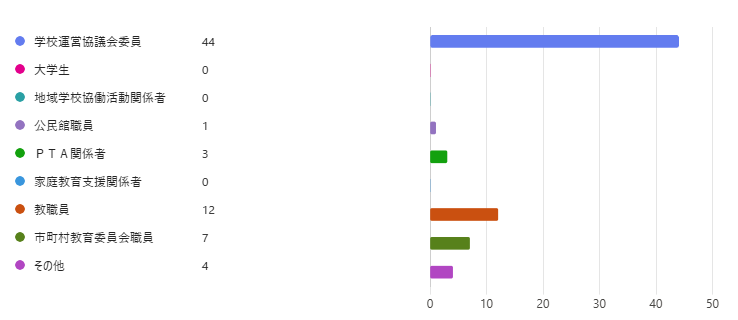 学校運営協議会委員 44
大学生 0
地域学校協働活動関係者 0
公民館職員 1
ＰＴＡ関係者 3
家庭教育支援関係者 0
教職員 12
市町村教育委員会職員 7
その他 4
0 10 20 30 40 50